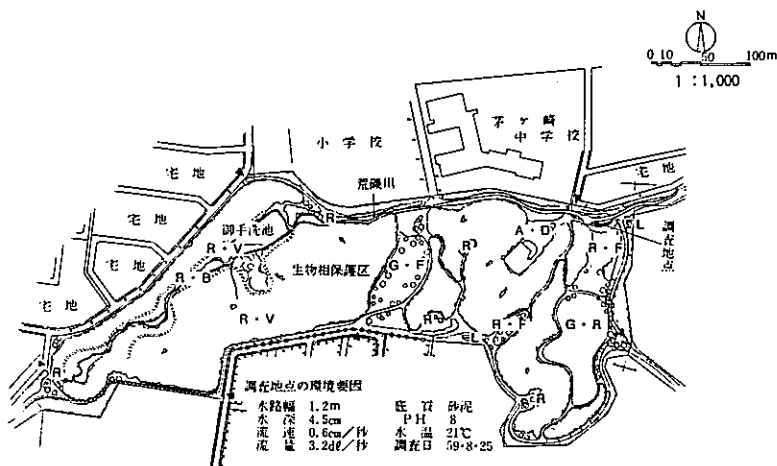 N
0 10 50 100m
1:1,000
茅ヶ崎
中学校
小学校
宅地
荒磯川
宅地
宅地
宅地
宅地
御手洗池
R
A・D
L
調査地点
R・V
R
R・F
R・B
生物相保護区
G・F
R・V
R
R・F
G・R
L
R
R
調査地点の環境要因
水路幅 1.2m 底質 砂泥
水深 4.5cm PH 8
流速 0.6cm/秒 水温 21℃
流量 3.2dℓ/秒 調査日 59・8・25